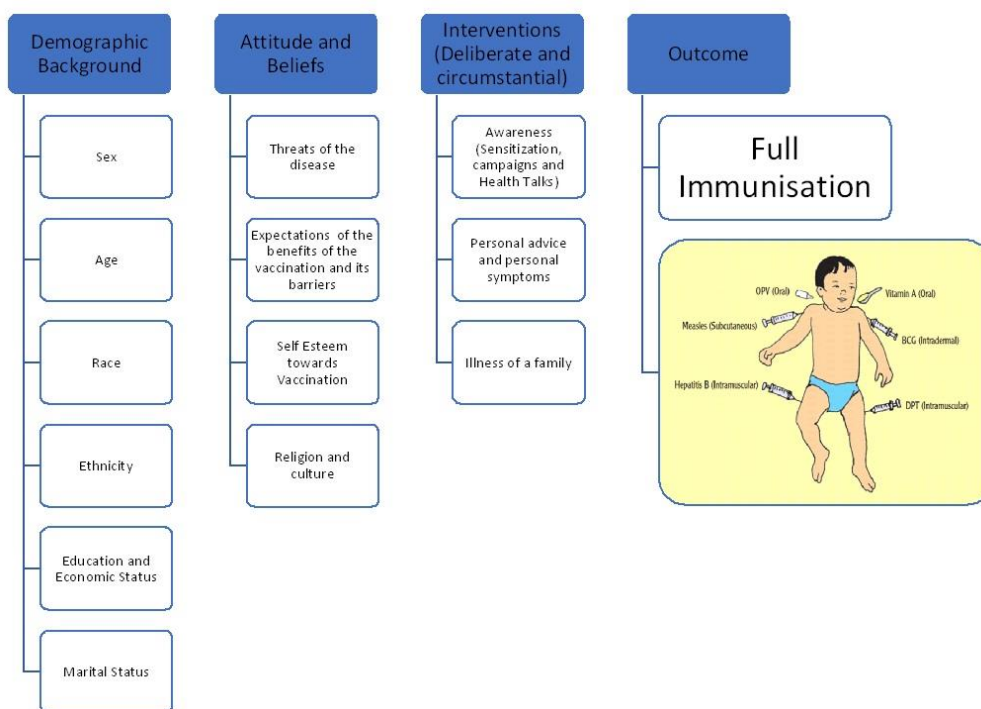 Demographic
Background
Sex
Age
Race
Ethnicity
Education and
Economic Status
Marital Status
Attitude and
Beliefs
Threats of the
disease
Expectations of the
benefits of the
vaccination and its
barriers
Self Esteem
towards
Vaccination
Religion and
culture
Interventions
(Deliberate and
circumstantial)
Awareness
(Sensitization,
campaigns and
Health Talks)
Personal advice
and personal
symptoms
Illness of a family
Outcome
Full
Immunisation
OPV (Oral)
Vitamin A (Oral)
Measles (Subcutaneous)
BCG (Intradermal)
Hepatitis B (Intramuscular)
DPT (Intramuscular)